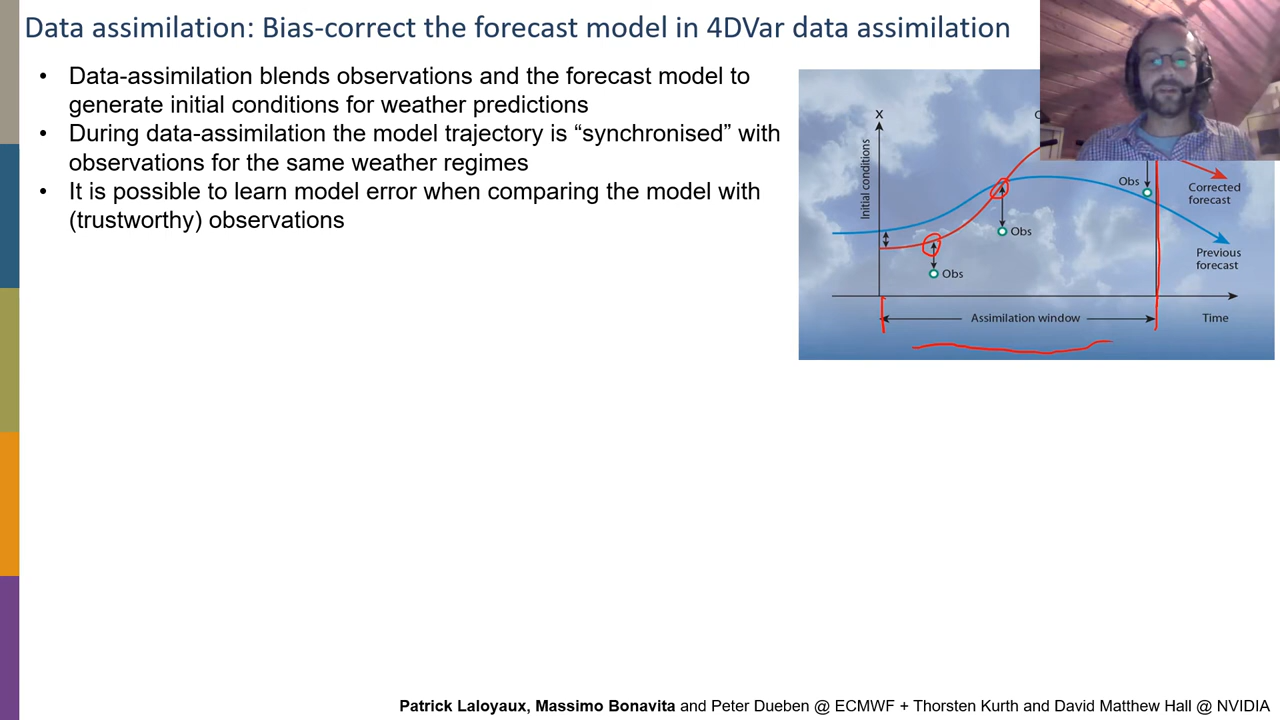 Data assimilation: Bias-correct the forecast model in 4DVar data assimilation
• Data-assimilation blends observations and the forecast model to
generate initial conditions for weather predictions
• During data-assimilation the model trajectory is “synchronised” with
observations for the same weather regimes
• It is possible to learn model error when comparing the model with
(trustworthy) observations
X
Initial conditions
Obs
Corrected
forecast
Obs
Previous
forecast
Obs
Assimilation window
Time
Patrick Laloyaux, Massimo Bonavita and Peter Dueben @ ECMWF + Thorsten Kurth and David Matthew Hall @ NVIDIA